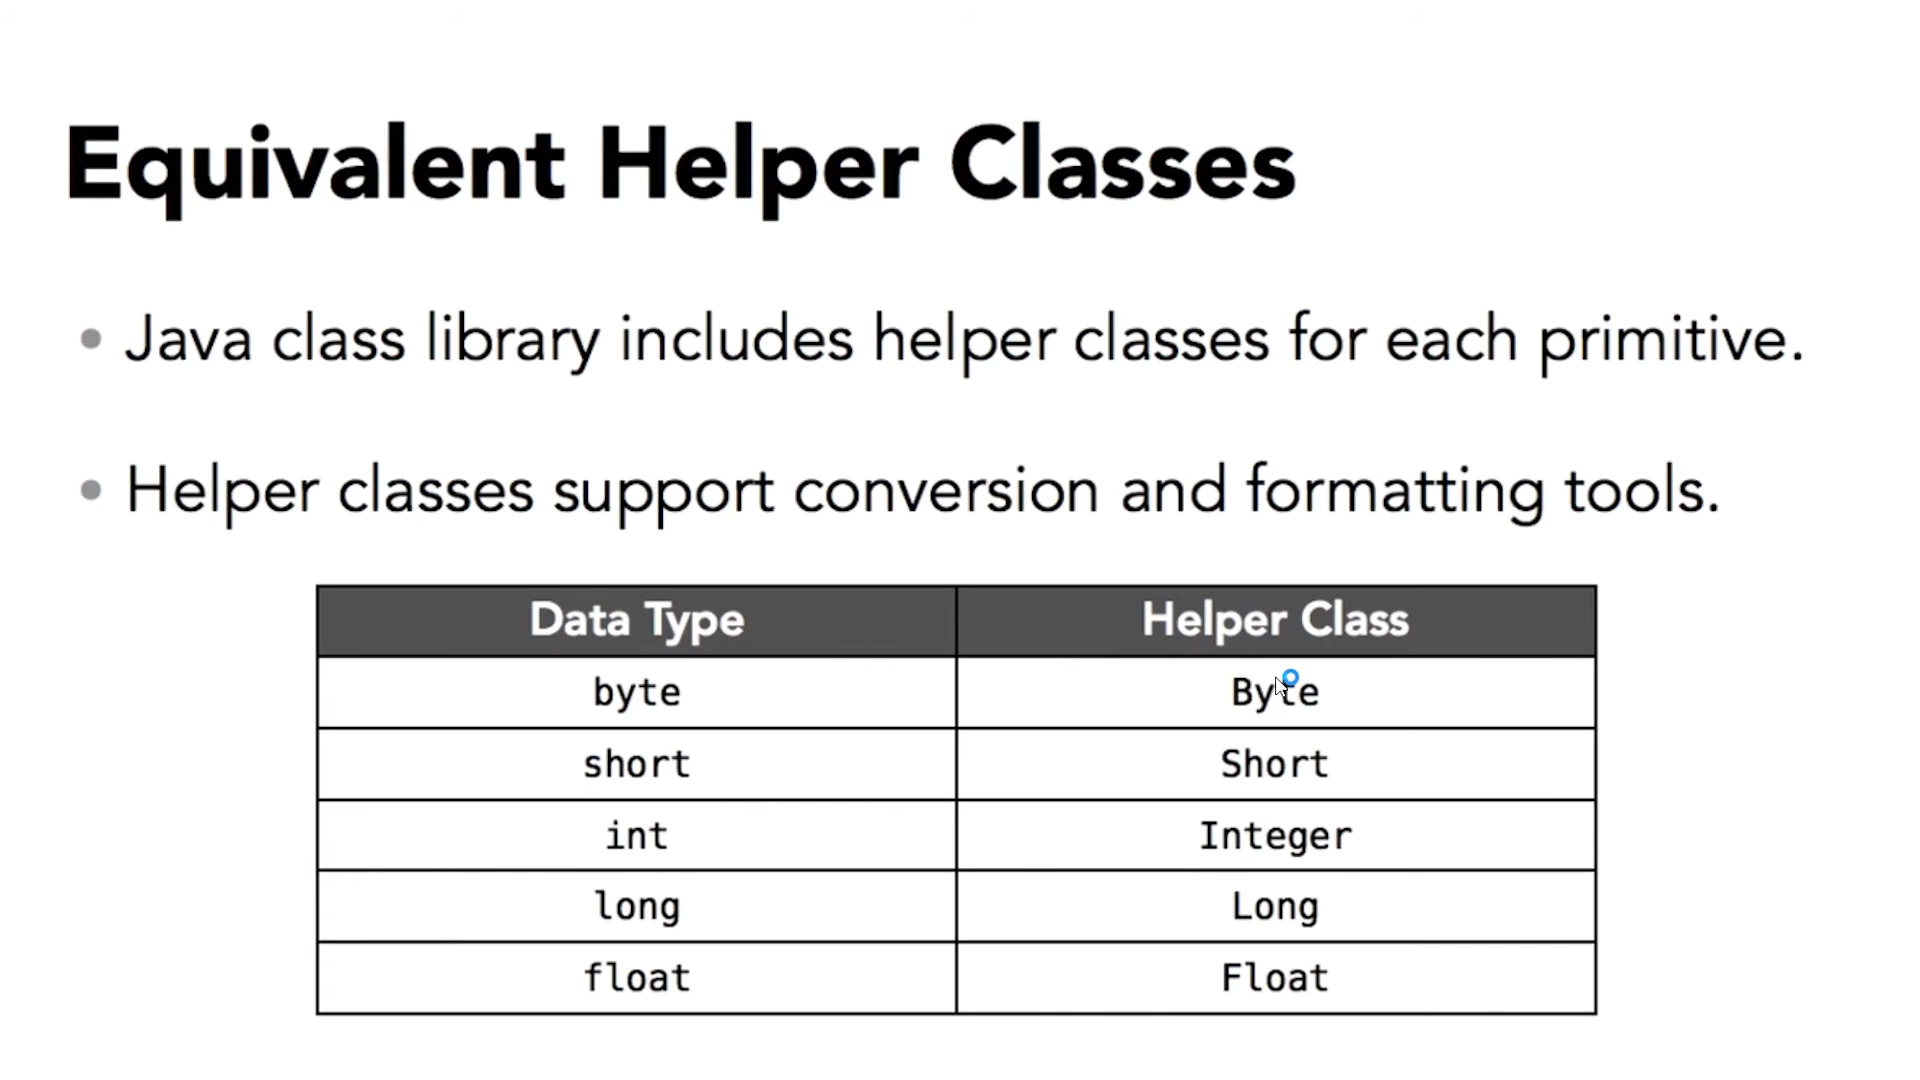 Equivalent Helper Classes
• Java class library includes helper classes for each primitive.
• Helper classes support conversion and formatting tools.
Data Type Helper Class
byte Byte
short Short
int Integer
long Long
float Float